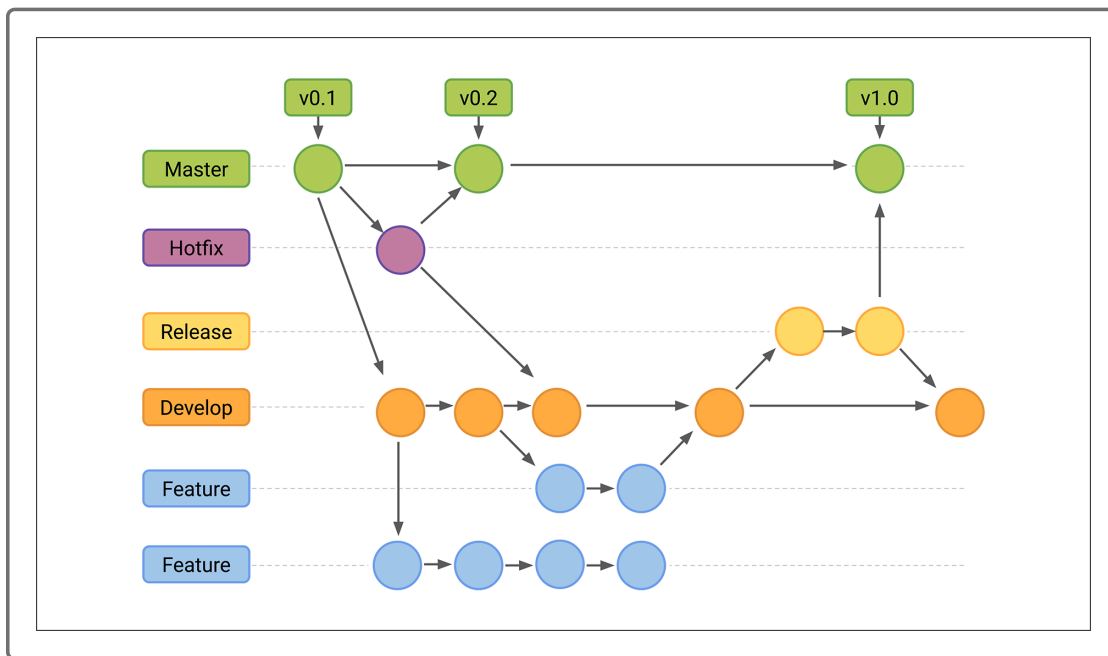 v0.1
v0.2
v1.0
Master
Hotfix
Release
Develop
Feature
Feature